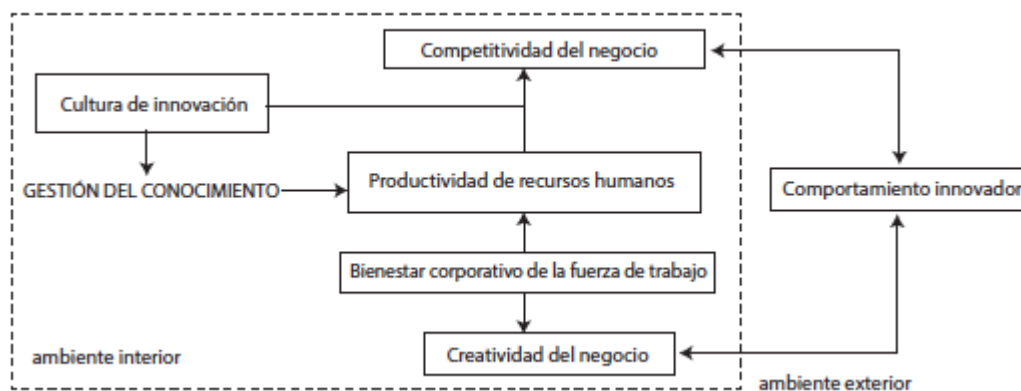 Competitividad del negocio
Cultura de innovación
GESTIÓN DEL CONOCIMIENTO
Productividad de recursos humanos
Comportamiento innovador
Bienestar corporativo de la fuerza de trabajo
Creatividad del negocio
ambiente interior
ambiente exterior